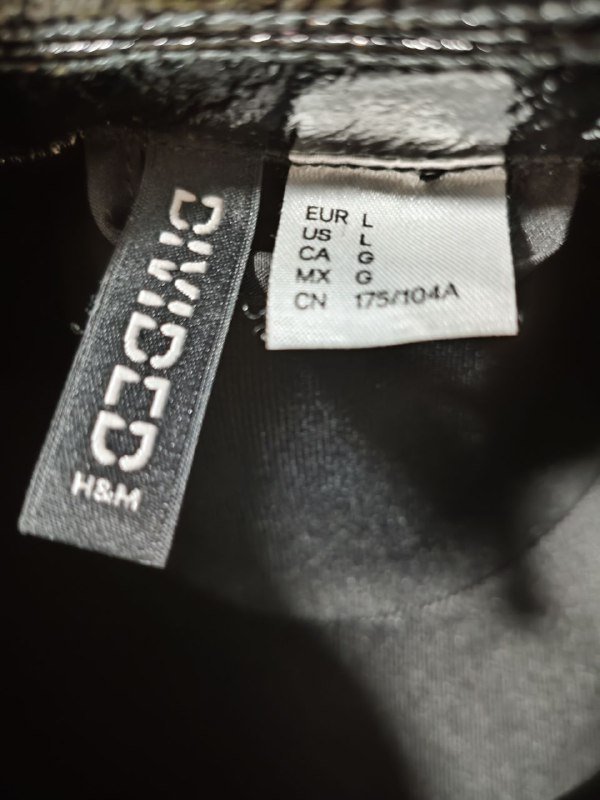 DIVIDED
H&M
EUR L
US L
CA G
MX G
CN 175/104A